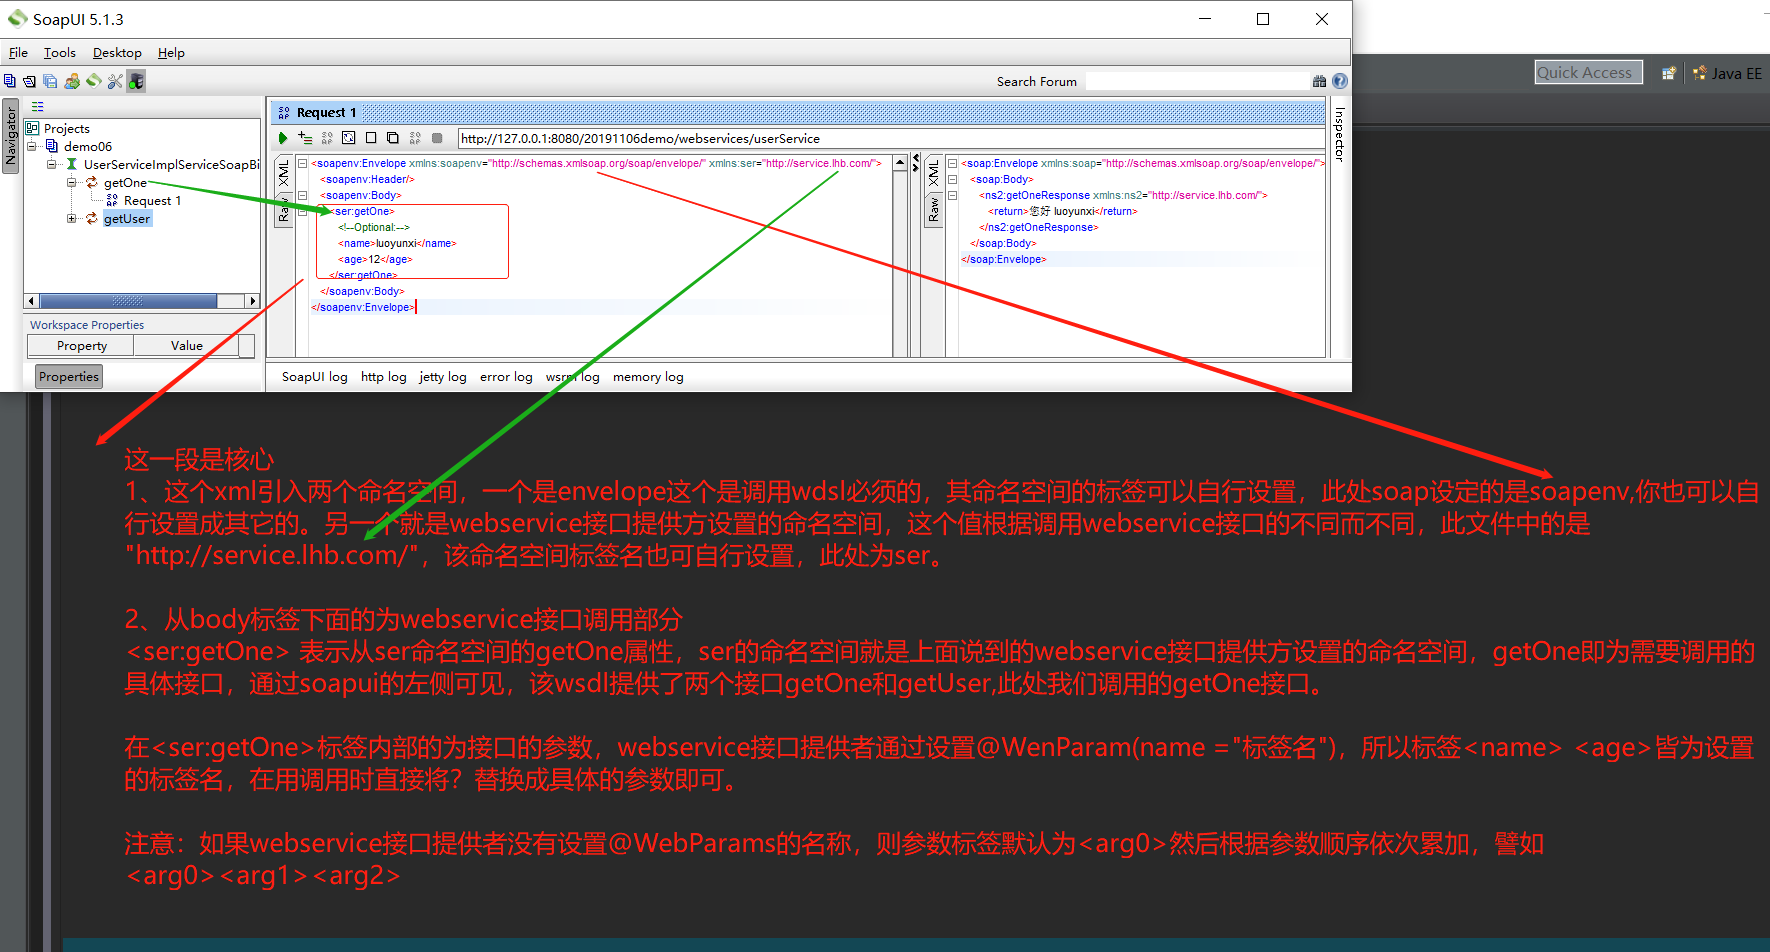 SoapUI 5.1.3
File Tools Desktop Help
Search Forum
Quick Access
Java EE
Navigator
Projects
demo06
UserServiceImplServiceSoapBi
getOne
Request 1
getUser
Workspace Properties
Property Value
Properties
Request 1
http://127.0.0.1:8080/20191106demo/webservices/userService
XML
Raw
<soapenv:Envelope xmlns:soapenv="http://schemas.xmlsoap.org/soap/envelope/" xmlns:ser="http://service.lhb.com/">
<soapenv:Header/>
<soapenv:Body>
<ser:getOne>
<!--Optional:-->
<name>luoyunxi</name>
<age>12</age>
</ser:getOne>
</soapenv:Body>
</soapenv:Envelope>
XML
Raw
<soap:Envelope xmlns:soap="http://schemas.xmlsoap.org/soap/envelope/">
<soap:Body>
<ns2:getOneResponse xmlns:ns2="http://service.lhb.com/">
<return>您好 luoyunxi</return>
</ns2:getOneResponse>
</soap:Body>
</soap:Envelope>
Inspector
SoapUI log http log jetty log error log wsrm log memory log
这一段是核心
1、这个xml引入两个命名空间，一个是envelope这个是调用wdsl必须的，其命名空间的标签可以自行设置，此处soap设定的是soapenv,你也可以自
行设置成其它的。另一个就是webservice接口提供方设置的命名空间，这个值根据调用webservice接口的不同而不同，此文件中的是
"http://service.lhb.com/"，该命名空间标签名也可自行设置，此处为ser。
2、从body标签下面的为webservice接口调用部分
<ser:getOne> 表示从ser命名空间的getOne属性，ser的命名空间就是上面说到的webservice接口提供方设置的命名空间，getOne即为需要调用的
具体接口，通过soapui的左侧可见，该wsdl提供了两个接口getOne和getUser,此处我们调用的getOne接口。
在<ser:getOne>标签内部的为接口的参数，webservice接口提供者通过设置@WenParam(name ="标签名")，所以标签<name> <age>皆为设置
的标签名，在用调用时直接将？替换成具体的参数即可。
注意：如果webservice接口提供者没有设置@WebParams的名称，则参数标签默认为<arg0>然后根据参数顺序依次累加，譬如
<arg0><arg1><arg2>